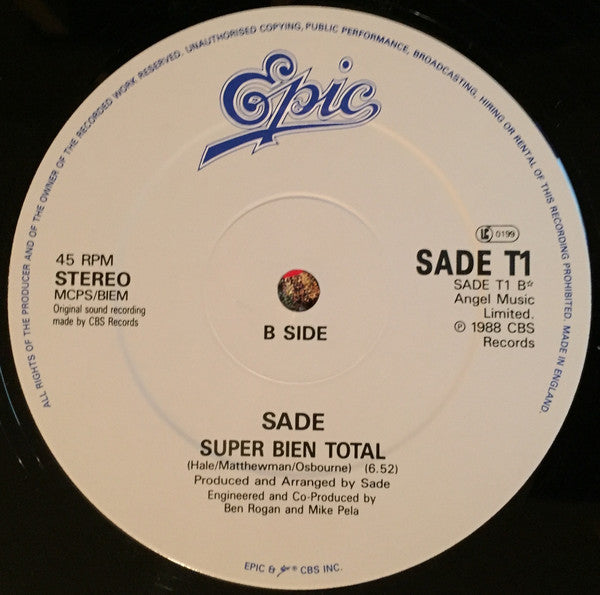 ALL RIGHTS OF THE PRODUCER AND OF THE OWNER OF THE RECORDED WORK RESERVED. UNAUTHORISED COPYING, PUBLIC PERFORMANCE, BROADCASTING, HIRING OR RENTAL OF THIS RECORDING PROHIBITED. MADE IN ENGLAND.
Epic
45 RPM
STEREO
MCPS/BIEM
Original sound recording
made by CBS Records
LC 0199
SADE T1
SADE T1 B☆
Angel Music
Limited.
℗ 1988 CBS
Records
B SIDE
SADE
SUPER BIEN TOTAL
(Hale/Matthewman/Osbourne) (6.52)
Produced and Arranged by Sade
Engineered and Co-Produced by
Ben Rogan and Mike Pela
EPIC & Epic ® CBS INC.